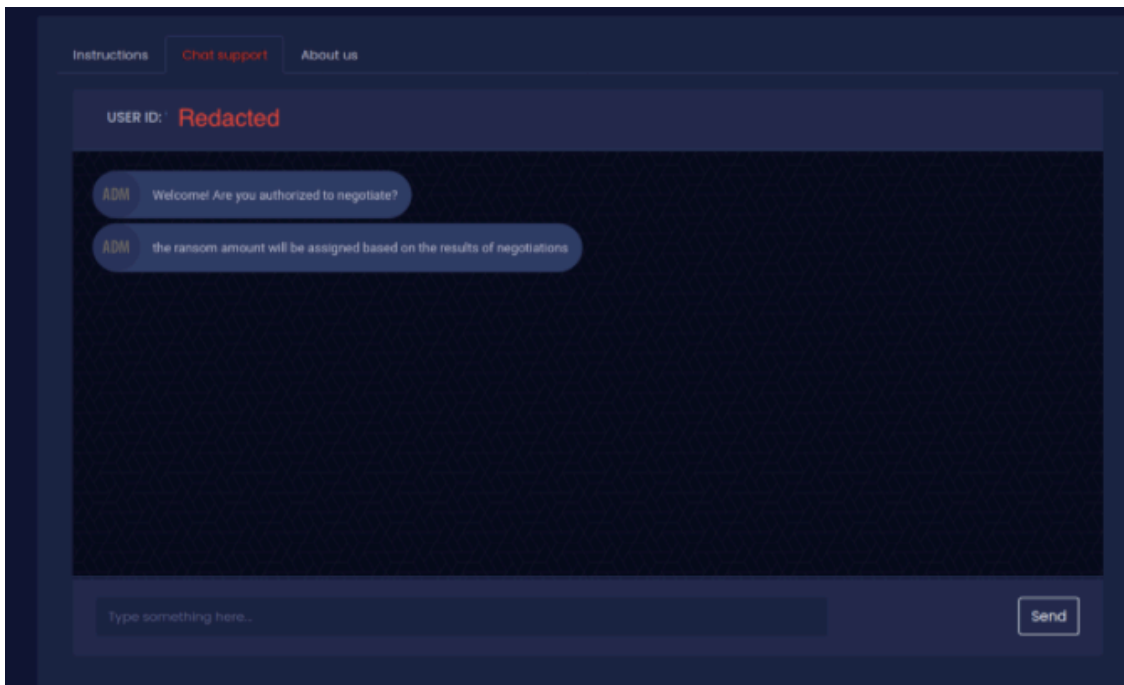 Instructions Chat support About us
USER ID: Redacted
ADM Welcome! Are you authorized to negotiate?
ADM the ransom amount will be assigned based on the results of negotiations
Type something here... Send